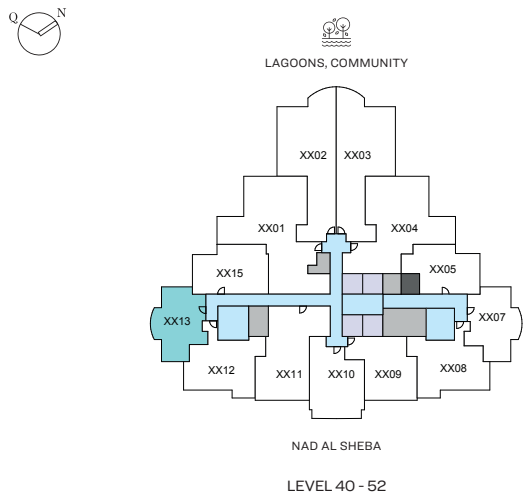 Q N
LAGOONS, COMMUNITY
XX02 XX03
XX01 XX04
XX15 XX05
XX13 XX07
XX12 XX11 XX10 XX09 XX08
NAD AL SHEBA
LEVEL 40 - 52